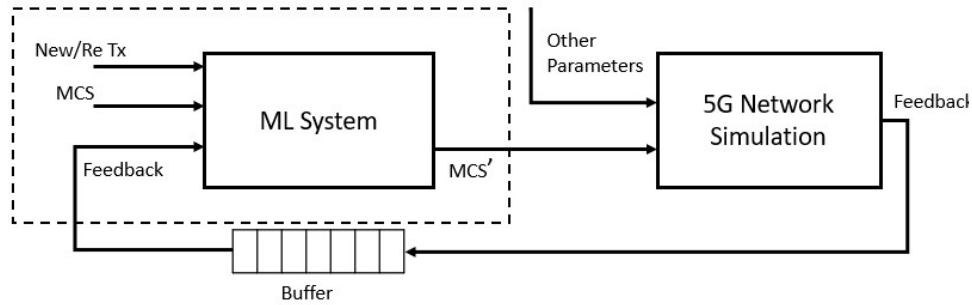 New/Re Tx
MCS
Feedback
ML System
MCS'
Other
Parameters
5G Network
Simulation
Feedback
Buffer